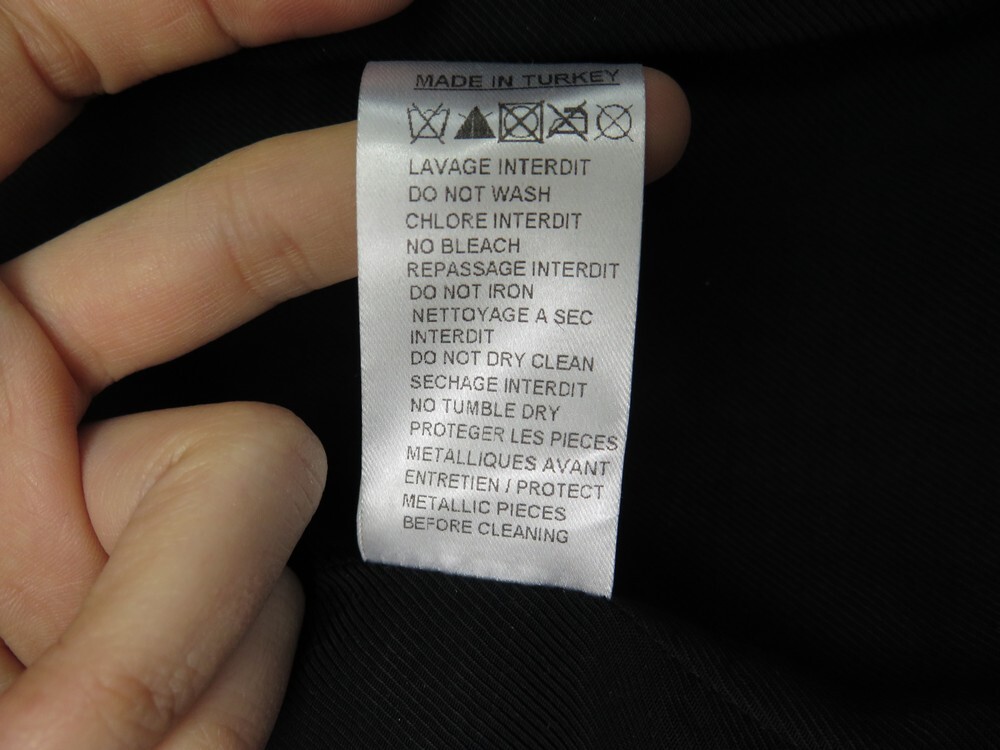 MADE IN TURKEY
LAVAGE INTERDIT
DO NOT WASH
CHLORE INTERDIT
NO BLEACH
REPASSAGE INTERDIT
DO NOT IRON
NETTOYAGE A SEC
INTERDIT
DO NOT DRY CLEAN
SECHAGE INTERDIT
NO TUMBLE DRY
PROTEGER LES PIECES
METALLIQUES AVANT
ENTRETIEN / PROTECT
METALLIC PIECES
BEFORE CLEANING